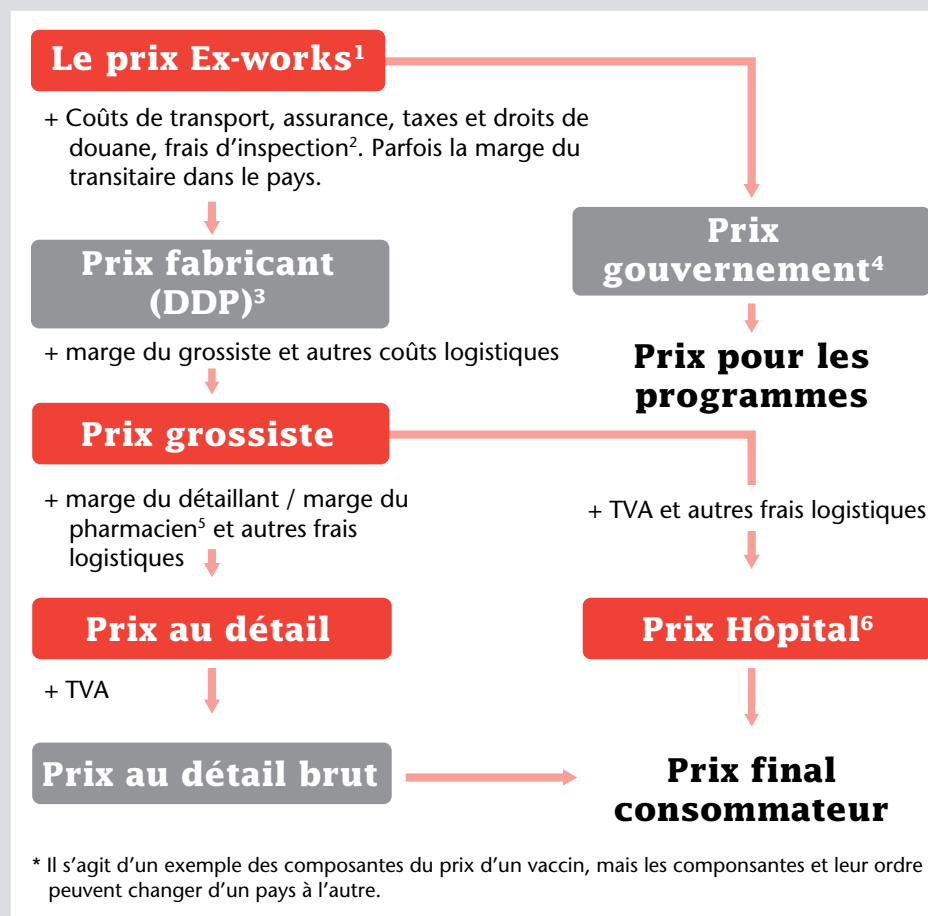 Le prix Ex-works¹
+ Coûts de transport, assurance, taxes et droits de
douane, frais d’inspection². Parfois la marge du
transitaire dans le pays.
Prix
gouvernement⁴
Prix fabricant
(DDP)³
+ marge du grossiste et autres coûts logistiques
Prix pour les
programmes
Prix grossiste
+ marge du détaillant / marge du
pharmacien⁵ et autres frais
logistiques
+ TVA et autres frais logistiques
Prix au détail
Prix Hôpital⁶
+ TVA
Prix au détail brut
Prix final
consommateur
* Il s’agit d’un exemple des composantes du prix d’un vaccin, mais les componsantes et leur ordre
peuvent changer d’un pays à l’autre.